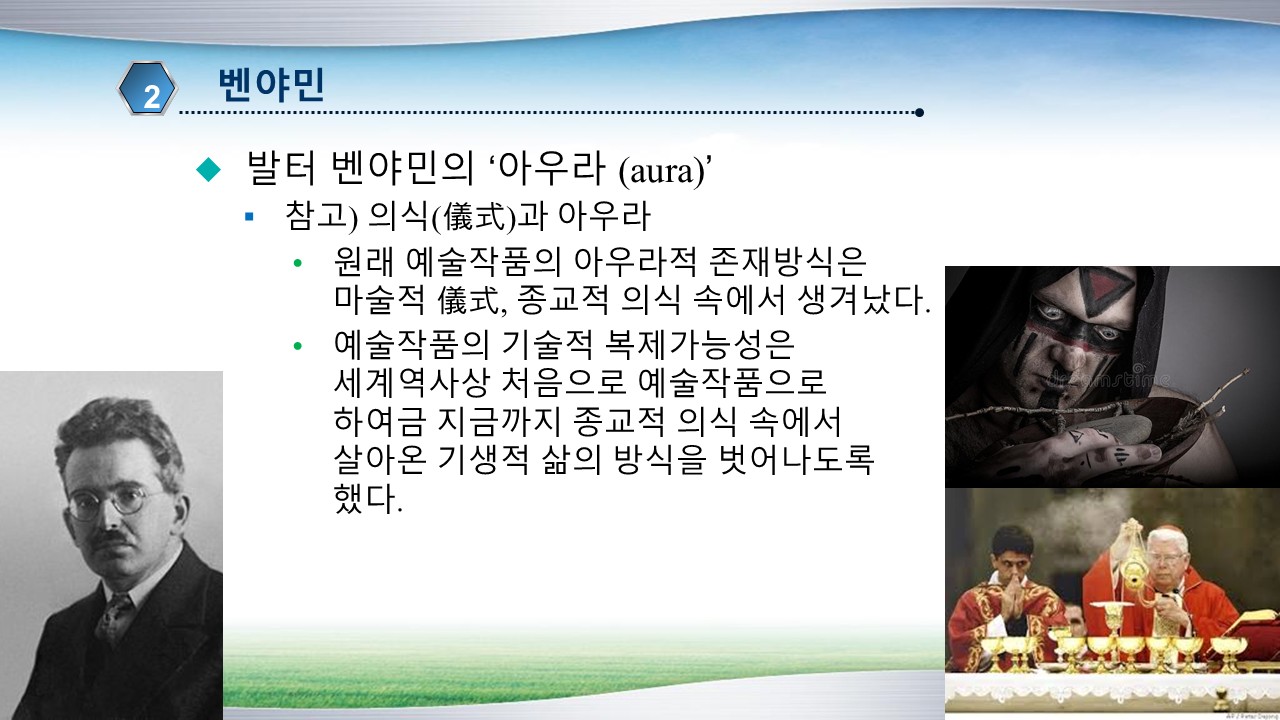 2
벤야민
발터 벤야민의 ‘아우라 (aura)’
참고) 의식(儀式)과 아우라
원래 예술작품의 아우라적 존재방식은
마술적 儀式, 종교적 의식 속에서 생겨났다.
예술작품의 기술적 복제가능성은
세계역사상 처음으로 예술작품으로
하여금 지금까지 종교적 의식 속에서
살아온 기생적 삶의 방식을 벗어나도록
했다.
dreamstime